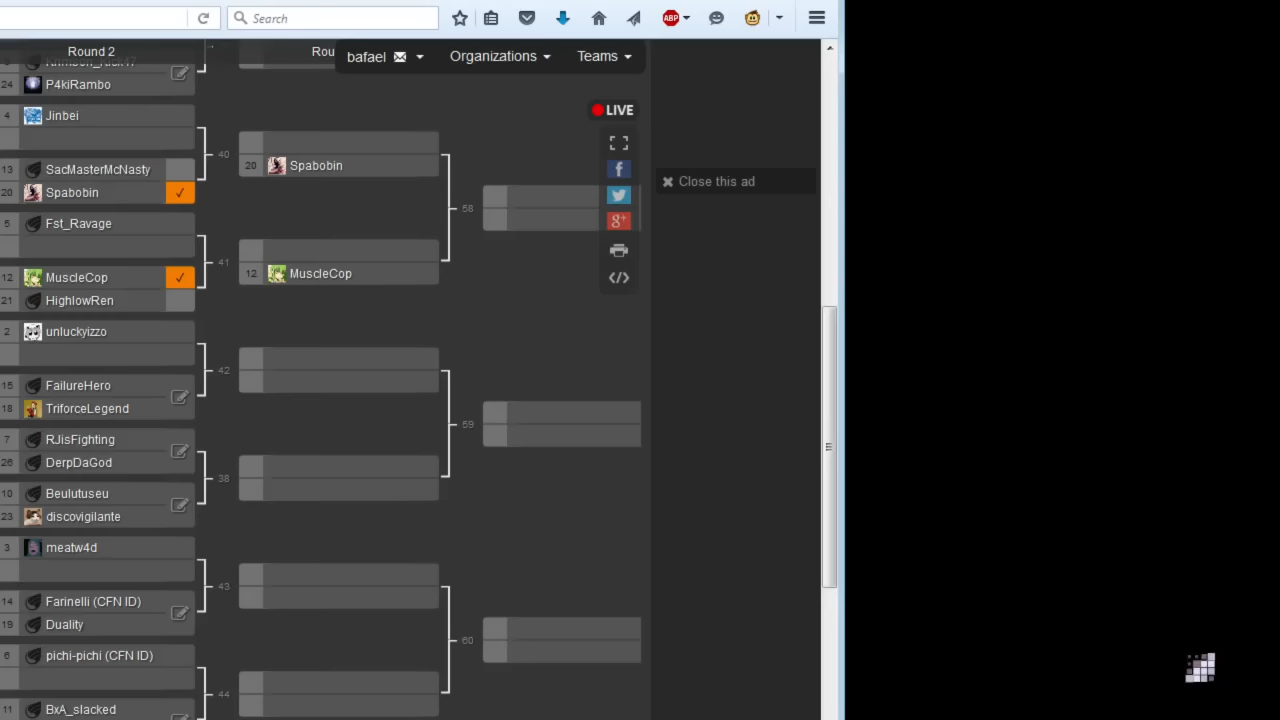 Search
ABP
Round 2
Rou
bafael
Organizations
Teams
24 P4kiRambo
4 Jinbei
LIVE
40
20 Spabobin
13 SacMasterMcNasty
20 Spabobin ✓
f
58
Close this ad
5 Fst_Ravage
g+
41
12 MuscleCop
12 MuscleCop ✓
21 HighlowRen
</>
2 unluckyizzo
42
15 FailureHero
18 TriforceLegend
59
7 RJisFighting
26 DerpDaGod
38
10 Beulutuseu
23 discovigilante
3 meatw4d
43
14 Farinelli (CFN ID)
19 Duality
60
6 pichi-pichi (CFN ID)
44
11 BxA_slacked